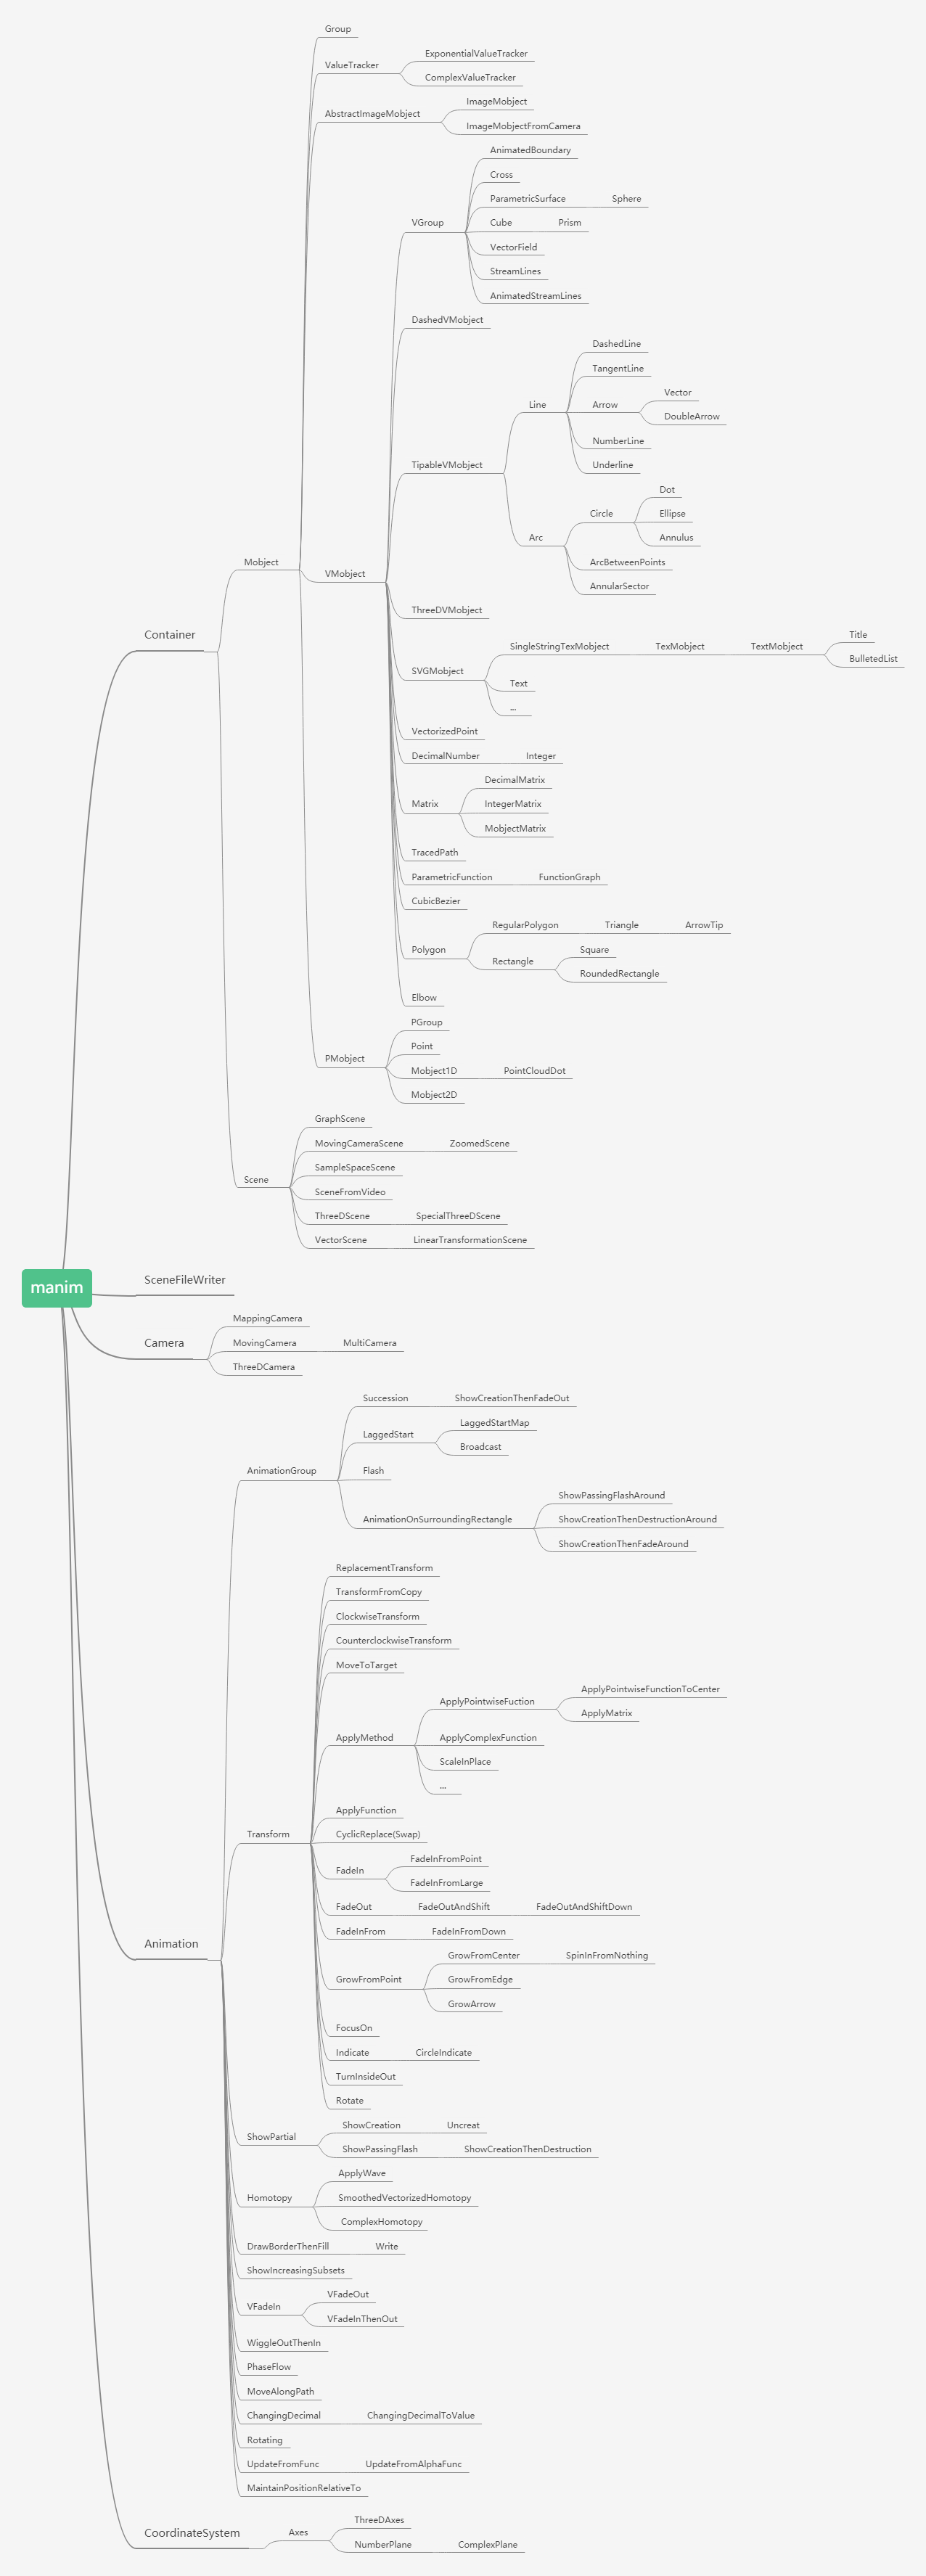 Group
ValueTracker
ExponentialValueTracker
ComplexValueTracker
AbstractImageMobject
ImageMobject
ImageMobjectFromCamera
AnimatedBoundary
Cross
ParametricSurface
Sphere
VGroup
Cube
Prism
VectorField
StreamLines
AnimatedStreamLines
DashedVMobject
DashedLine
TangentLine
Line
Arrow
Vector
DoubleArrow
NumberLine
Underline
TipableVMobject
Dot
Circle
Ellipse
Annulus
Arc
ArcBetweenPoints
AnnularSector
Mobject
VMobject
ThreeDVMobject
Container
SVGMobject
SingleStringTexMobject
TexMobject
TextMobject
Title
BulletedList
Text
...
VectorizedPoint
DecimalNumber
Integer
DecimalMatrix
Matrix
IntegerMatrix
MobjectMatrix
TracedPath
ParametricFunction
FunctionGraph
CubicBezier
RegularPolygon
Triangle
ArrowTip
Polygon
Rectangle
Square
RoundedRectangle
Elbow
PGroup
Point
PMobject
Mobject1D
PointCloudDot
Mobject2D
GraphScene
MovingCameraScene
ZoomedScene
SampleSpaceScene
Scene
SceneFromVideo
ThreeDScene
SpecialThreeDScene
VectorScene
LinearTransformationScene
manim
SceneFileWriter
MappingCamera
Camera
MovingCamera
MultiCamera
ThreeDCamera
Succession
ShowCreationThenFadeOut
LaggedStart
LaggedStartMap
Broadcast
AnimationGroup
Flash
AnimationOnSurroundingRectangle
ShowPassingFlashAround
ShowCreationThenDestructionAround
ShowCreationThenFadeAround
ReplacementTransform
TransformFromCopy
ClockwiseTransform
CounterclockwiseTransform
MoveToTarget
ApplyMethod
ApplyPointwiseFuction
ApplyPointwiseFunctionToCenter
ApplyMatrix
ApplyComplexFunction
ScaleInPlace
...
ApplyFunction
Transform
CyclicReplace(Swap)
FadeIn
FadeInFromPoint
FadeInFromLarge
FadeOut
FadeOutAndShift
FadeOutAndShiftDown
FadeInFrom
FadeInFromDown
Animation
GrowFromPoint
GrowFromCenter
SpinInFromNothing
GrowFromEdge
GrowArrow
FocusOn
Indicate
CircleIndicate
TurnInsideOut
Rotate
ShowPartial
ShowCreation
Uncreat
ShowPassingFlash
ShowCreationThenDestruction
Homotopy
ApplyWave
SmoothedVectorizedHomotopy
ComplexHomotopy
DrawBorderThenFill
Write
ShowIncreasingSubsets
VFadeIn
VFadeOut
VFadeInThenOut
WiggleOutThenIn
PhaseFlow
MoveAlongPath
ChangingDecimal
ChangingDecimalToValue
Rotating
UpdateFromFunc
UpdateFromAlphaFunc
MaintainPositionRelativeTo
CoordinateSystem
Axes
ThreeDAxes
NumberPlane
ComplexPlane